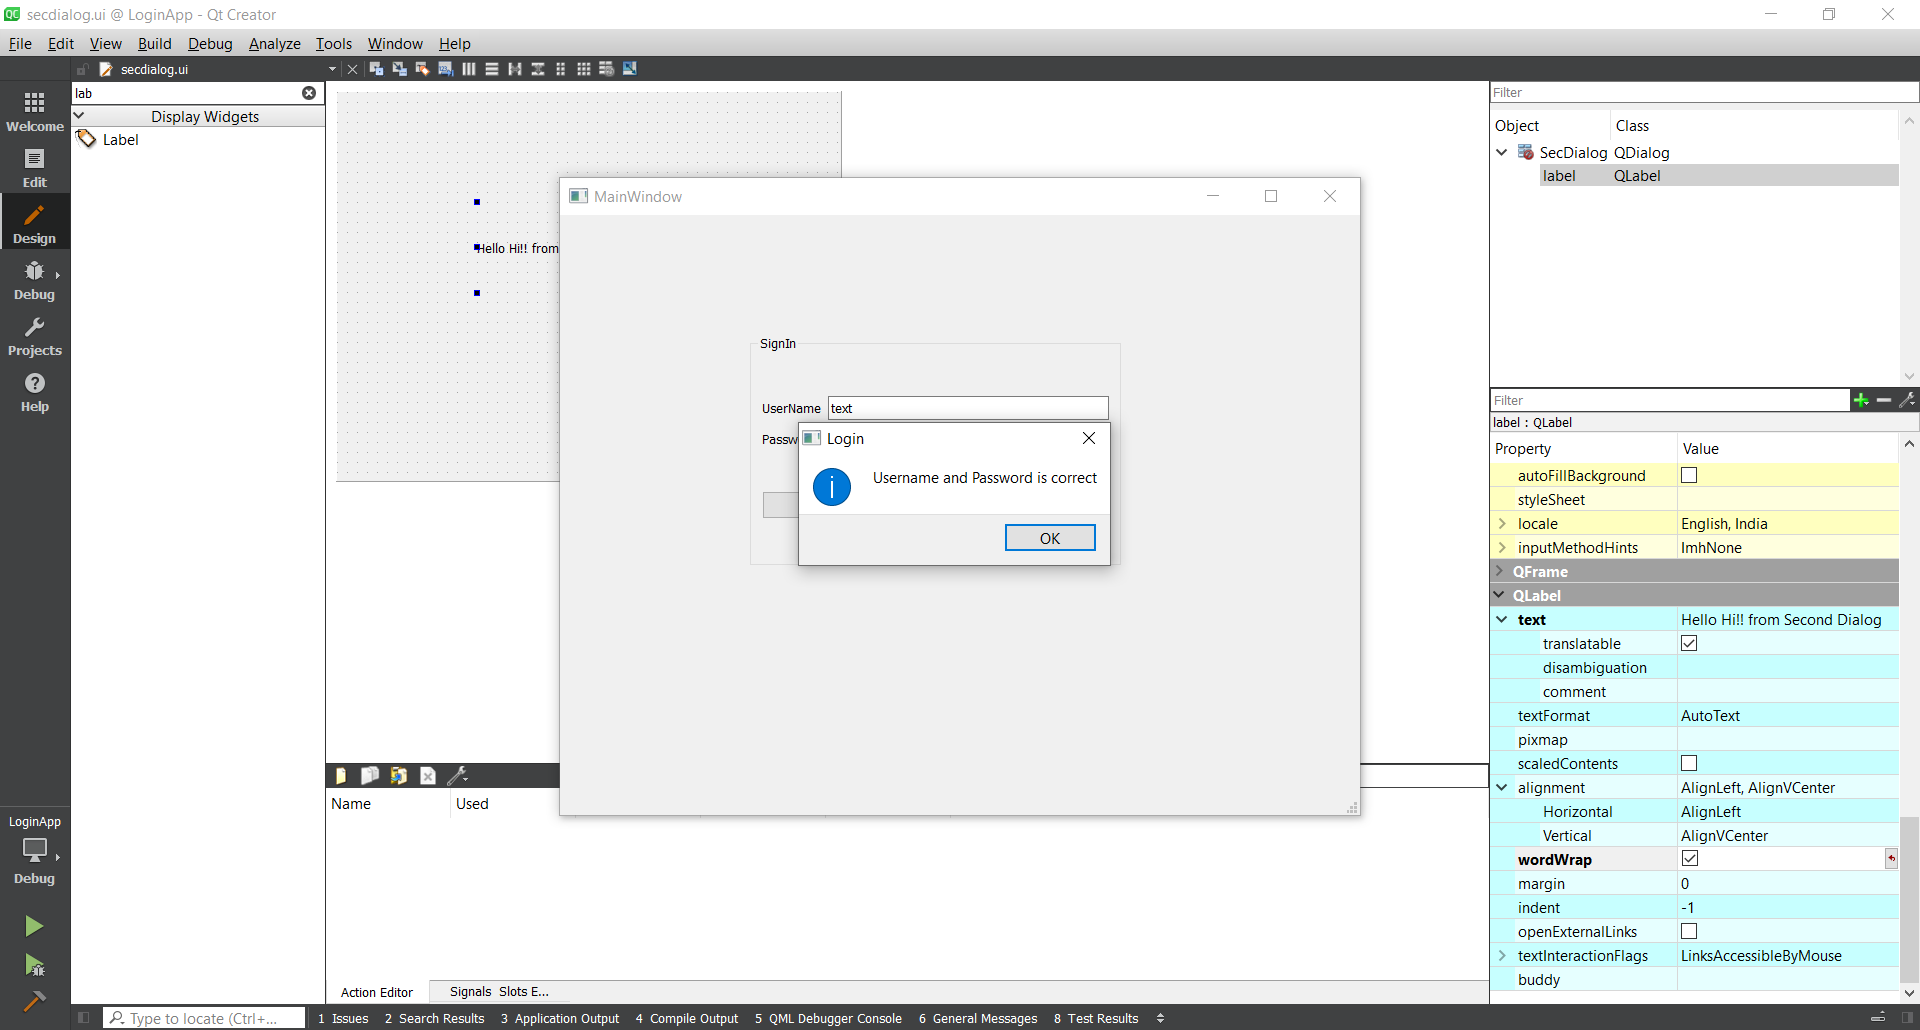 secdialog.ui @ LoginApp - Qt Creator
File Edit View Build Debug Analyze Tools Window Help
secdialog.ui
lab
Display Widgets
Label
Welcome
Edit
Design
Debug
Projects
Help
LoginApp
Debug
Hello Hi!! from
MainWindow
SignIn
UserName text
Passw
Login
Username and Password is correct
OK
Name Used
Action Editor Signals Slots E...
Filter
Object Class
SecDialog QDialog
label QLabel
Filter
label : QLabel
Property Value
autoFillBackground
styleSheet
locale English, India
inputMethodHints ImhNone
QFrame
QLabel
text Hello Hi!! from Second Dialog
translatable
disambiguation
comment
textFormat AutoText
pixmap
scaledContents
alignment AlignLeft, AlignVCenter
Horizontal AlignLeft
Vertical AlignVCenter
wordWrap
margin 0
indent -1
openExternalLinks
textInteractionFlags LinksAccessibleByMouse
buddy
Type to locate (Ctrl+... 1 Issues 2 Search Results 3 Application Output 4 Compile Output 5 QML Debugger Console 6 General Messages 8 Test Results